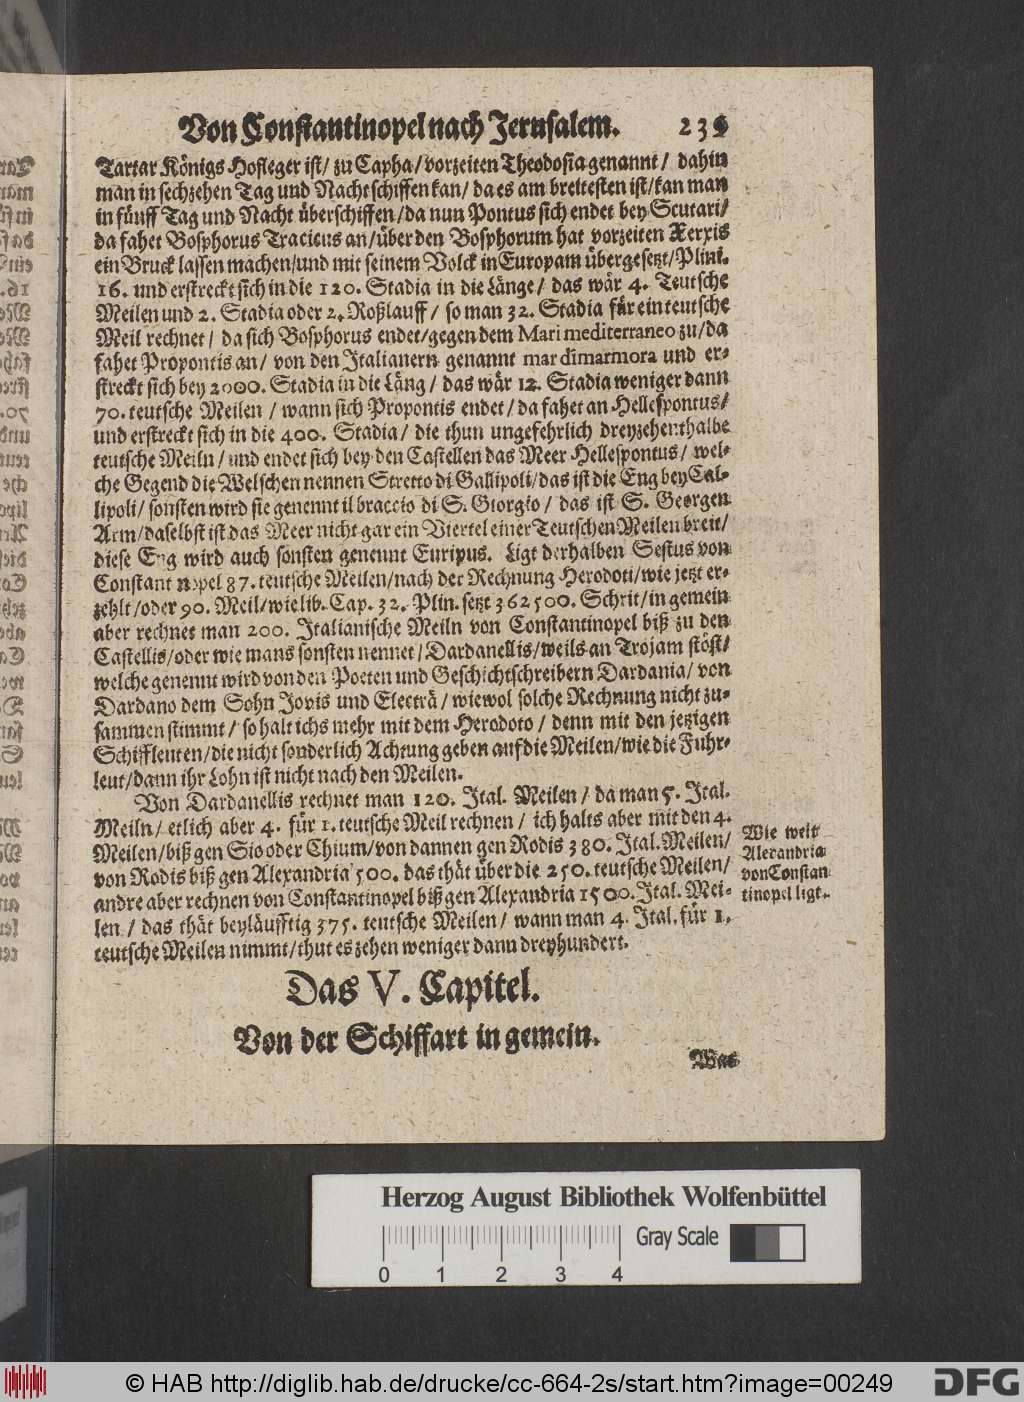 Von Constantinopel nach Jerusalem. 239
Tartar Königs Hofleger ist/ zu Capha/ vorzeiten Theodosia genannt/ dahin
man in sechzehen Tag und Nacht schiffen kan/ da es am breitesten ist/ kan man
in fünff Tag und Nacht überschiffen/ da nun Pontus sich endet bey Scutari/
da fahet Bosphorus Tracicus an/ über den Bosphorum hat vorzeiten Xerxis
ein Bruck lassen machen/ und mit seinem Volck in Europam übergesetzt/ Plini.
16. und erstreckt sich in die 120. Stadia in die Länge/ das wär 4. Teutsche
Meilen und 2. Stadia oder 2. Roßlauff/ so man 32. Stadia für ein teutsche
Meil rechnet/ da sich Bosphorus endet/ gegen dem Mari mediterraneo zu/ da
fahet Propontis an/ von den Italianern genannt mar dimarmora und er-
streckt sich bey 2000. Stadia in die Läng/ das wär 12. Stadia weniger dann
70. teutsche Meilen/ wann sich Propontis endet/ da fahet an Hellespontus/
und erstreckt sich in die 400. Stadia/ die thun ungefehrlich dreyzehenthalbe
teutsche Meiln/ und endet sich bey den Castellen das Meer Hellespontus/ wel-
che Gegend die Welschen nennen Stretto di Gallipoli/ das ist die Eng bey Cal-
lipoli/ sonsten wird sie genennt il braccio di S. Giorgio/ das ist S. Georgen
Arm/ daselbst ist das Meer nicht gar ein Viertel einer Teutschen Meilen breit/
diese Eng wird auch sonsten genennt Euripus. Ligt derhalben Sestus von
Constantinopel 87. teutsche Meilen/ nach der Rechnung Herodoti/ wie jetzt er-
zehlt/ oder 90. Meil/ wie lib. Cap. 32. Plin. setzt 362500. Schrit/ in gemein
aber rechnet man 200. Italianische Meiln von Constantinopel biß zu den
Castellis/ oder wie mans sonsten nennet/ Dardanellis/ weils an Trojam stöst/
welche genennt wird von den Poeten und Geschichtschreibern Dardania/ von
Dardano dem Sohn Jovis und Electrä/ wiewol solche Rechnung nicht zu-
sammen stimmt/ so halt ichs mehr mit dem Herodoto/ denn mit den jetzigen
Schiffleuten/ die nicht sonderlich Achtung geben auf die Meilen/ wie die Fuhr-
leut/ dann ihr Lohn ist nicht nach den Meilen.
Von Dardanellis rechnet man 120. Ital. Meilen/ da man 5. Ital.
Meiln/ etlich aber 4. für 1. teutsche Meil rechnen/ ich halts aber mit den 4.
Meilen/ biß gen Sio oder Chium/ von dannen gen Rodis 380. Ital. Meilen/
von Rodis biß gen Alexandria 500. das thät über die 250. teutsche Meilen/
andre aber rechnen von Constantinopel biß gen Alexandria 1500. Ital. Mei-
len/ das thät beyläufftig 375. teutsche Meilen/ wann man 4. Ital. für 1.
teutsche Meilen nimmt/ thut es zehen weniger dann dreyhundert.
Wie weit
Alexandria
von Constan-
tinopel ligt.
Das V. Capitel.
Von der Schiffart in gemein.
Was
Herzog August Bibliothek Wolfenbüttel
Gray Scale
0 1 2 3 4
© HAB http://diglib.hab.de/drucke/cc-664-2s/start.htm?image=00249
DFG